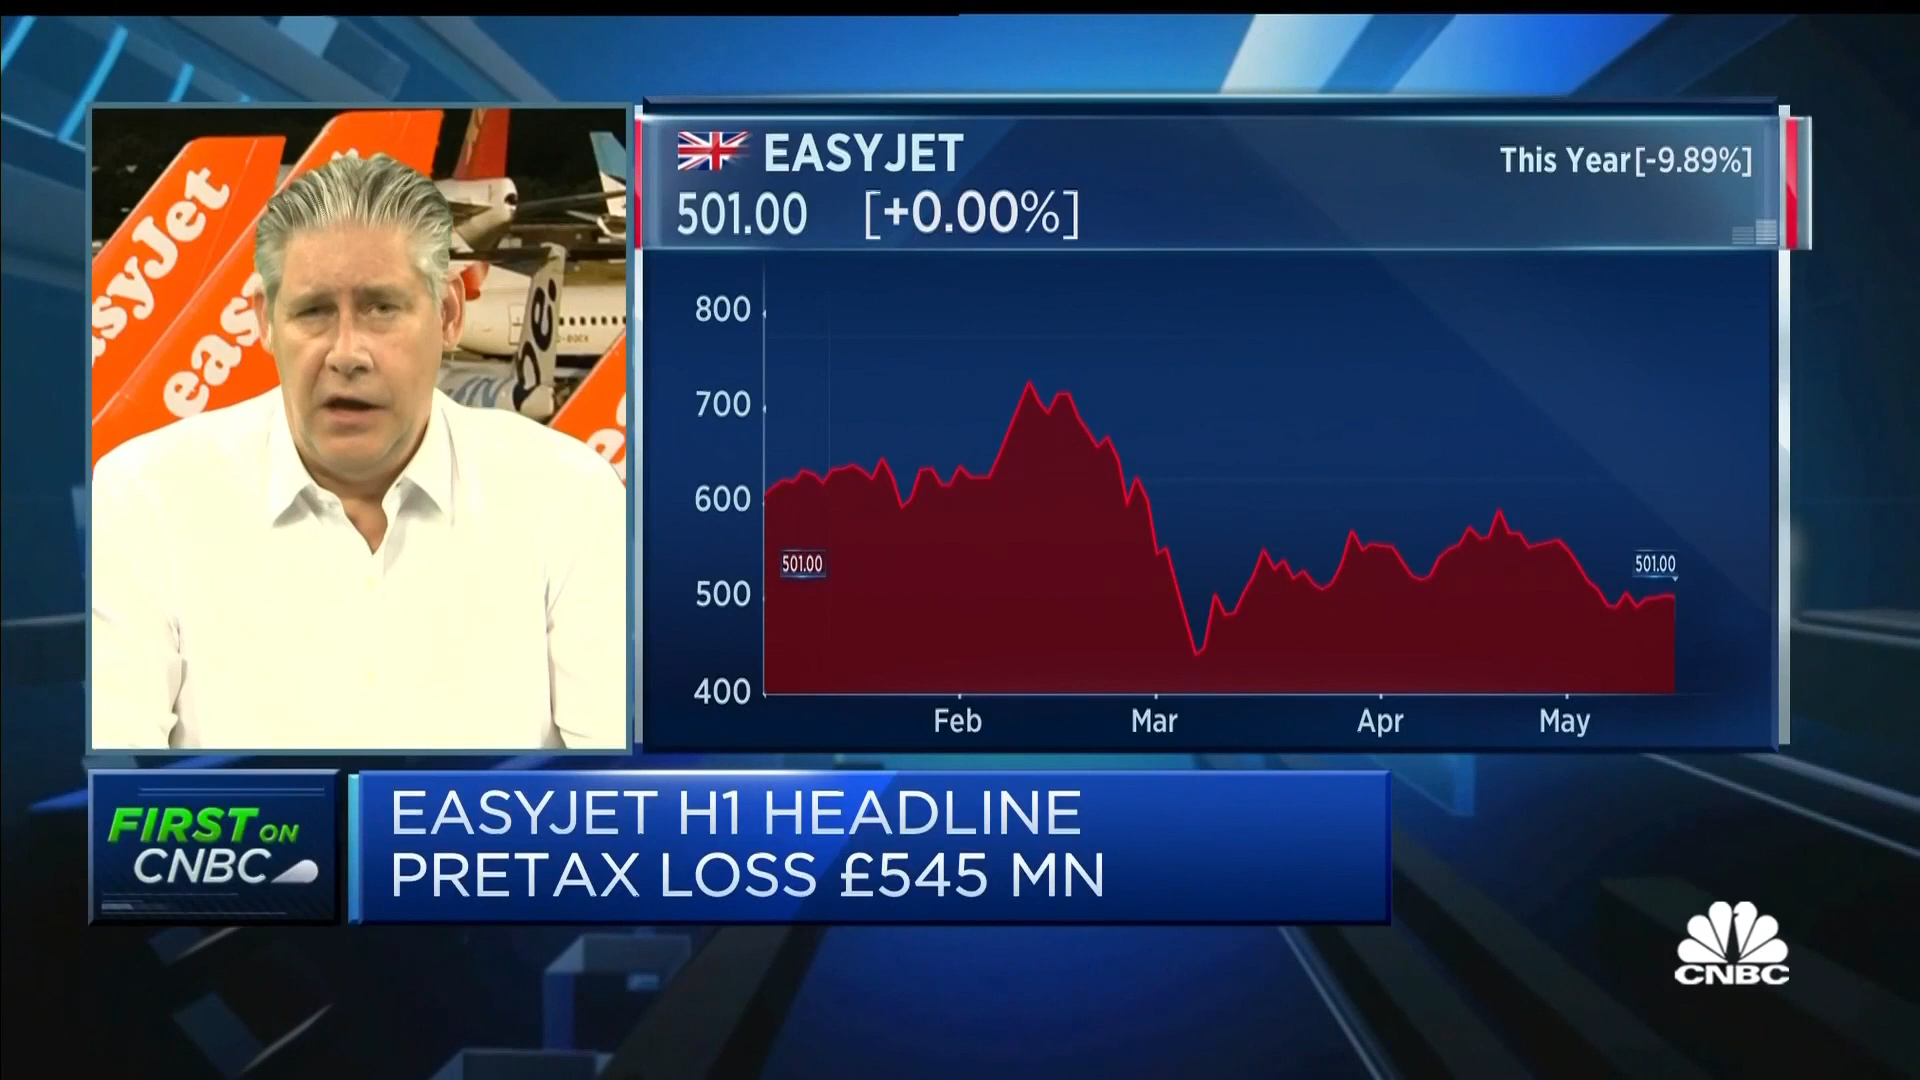 EASYJET
501.00 [+0.00%]
This Year[-9.89%]
800
700
600
500
400
501.00
501.00
Feb
Mar
Apr
May
easyJet
FIRST ON
CNBC
EASYJET H1 HEADLINE
PRETAX LOSS £545 MN
CNBC